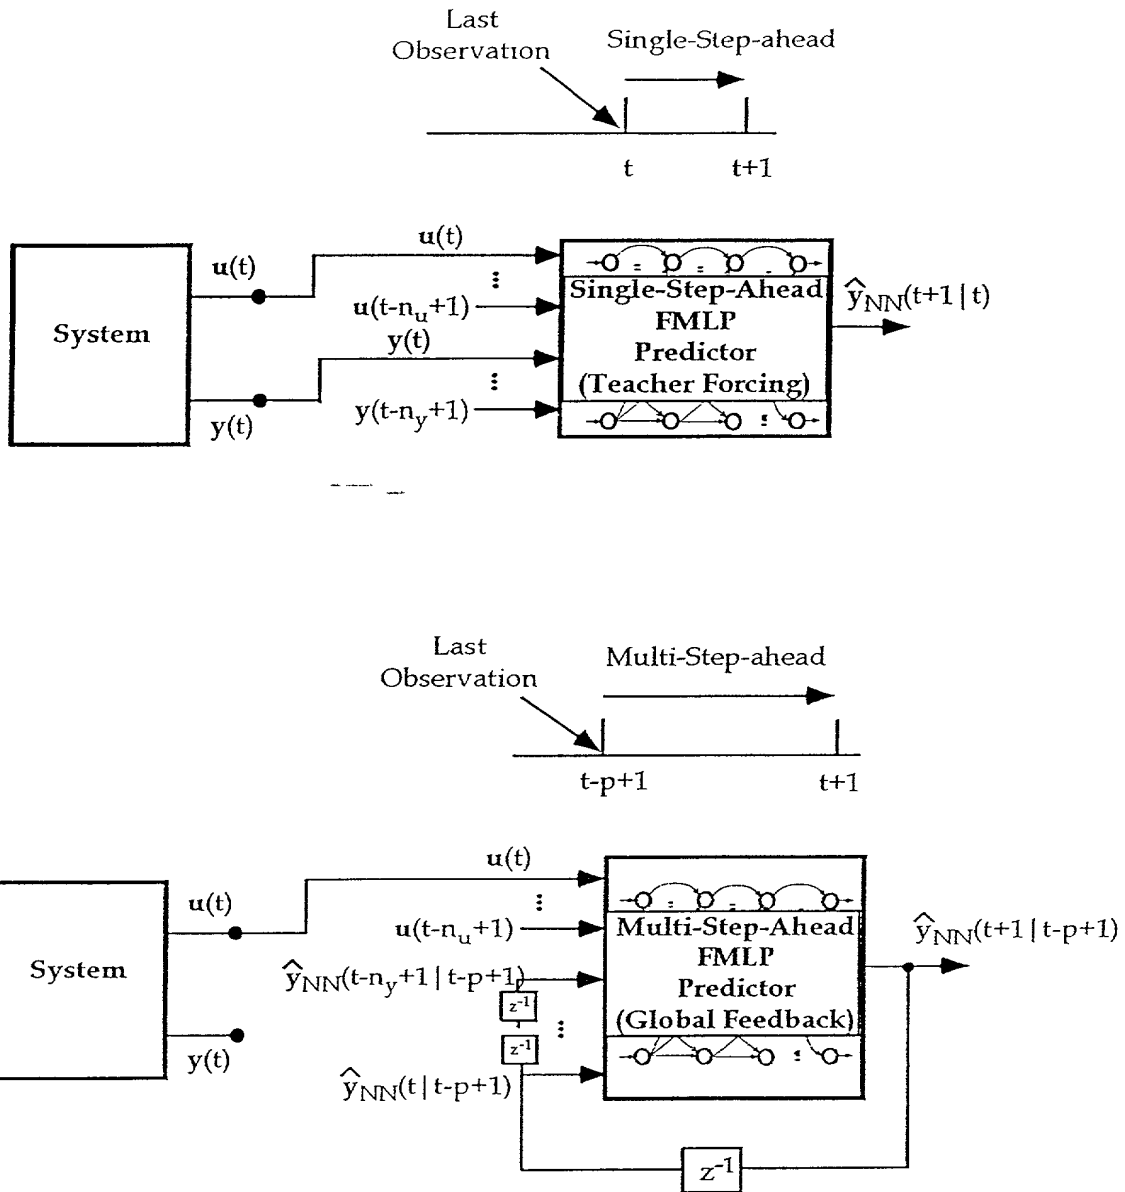 Last
Observation
Single-Step-ahead
t
t+1
System
u(t)
y(t)
u(t)
⋮
u(t-n_u+1)
y(t)
⋮
y(t-n_y+1)
Single-Step-Ahead
FMLP
Predictor
(Teacher Forcing)
ŷ_NN(t+1|t)
Last
Observation
Multi-Step-ahead
t-p+1
t+1
System
u(t)
y(t)
u(t)
⋮
u(t-n_u+1)
ŷ_NN(t-n_y+1|t-p+1)
z⁻¹
⋮
z⁻¹
ŷ_NN(t|t-p+1)
Multi-Step-Ahead
FMLP
Predictor
(Global Feedback)
ŷ_NN(t+1|t-p+1)
z⁻¹